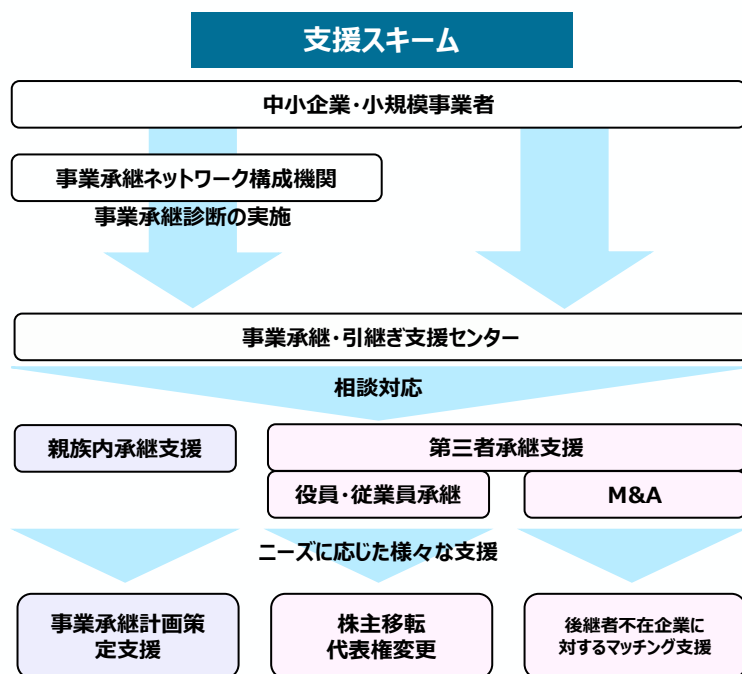 支援スキーム
中小企業・小規模事業者
事業承継ネットワーク構成機関
事業承継診断の実施
事業承継・引継ぎ支援センター
相談対応
親族内承継支援
第三者承継支援
役員・従業員承継
M&A
ニーズに応じた様々な支援
事業承継計画策
定支援
株主移転
代表権変更
後継者不在企業に
対するマッチング支援